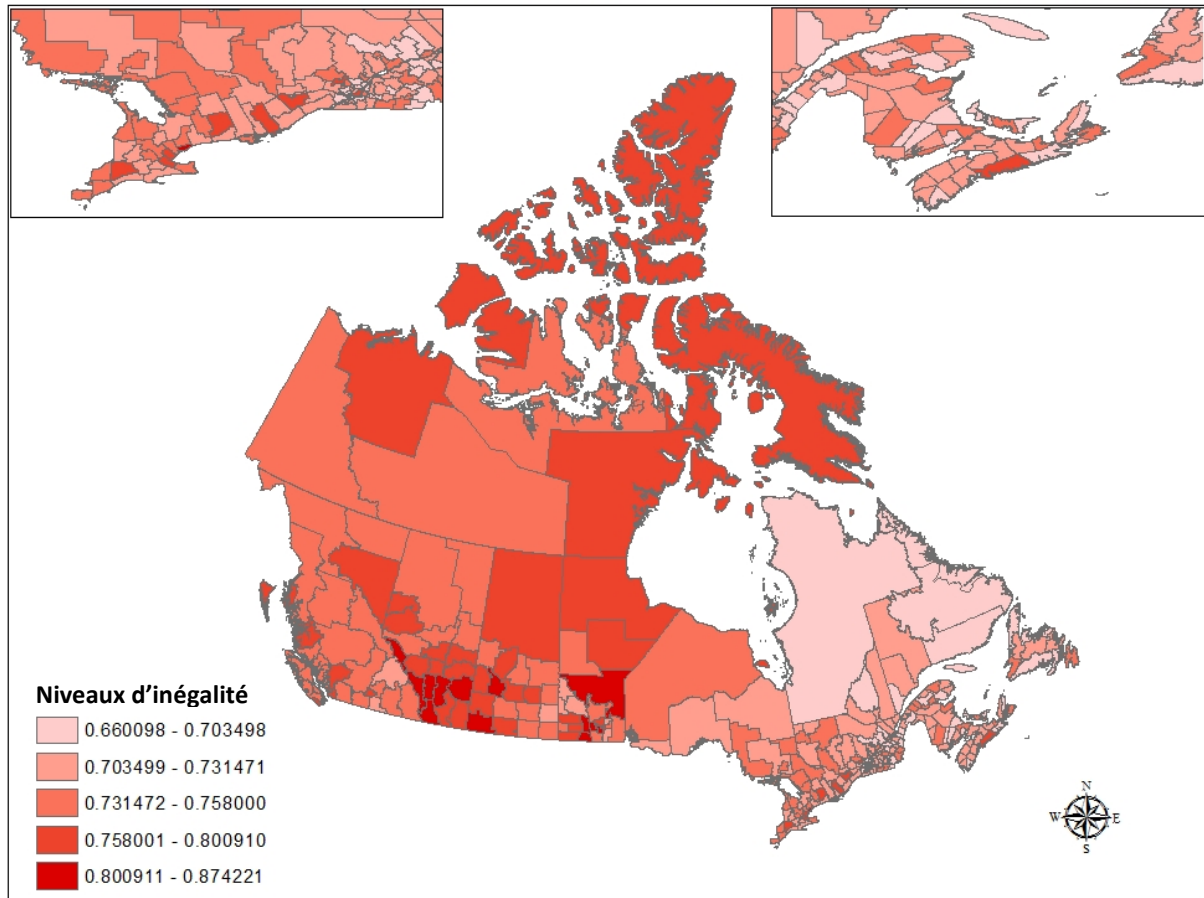 Niveaux d'inégalité
0.660098 - 0.703498
0.703499 - 0.731471
0.731472 - 0.758000
0.758001 - 0.800910
0.800911 - 0.874221
N
W E
S